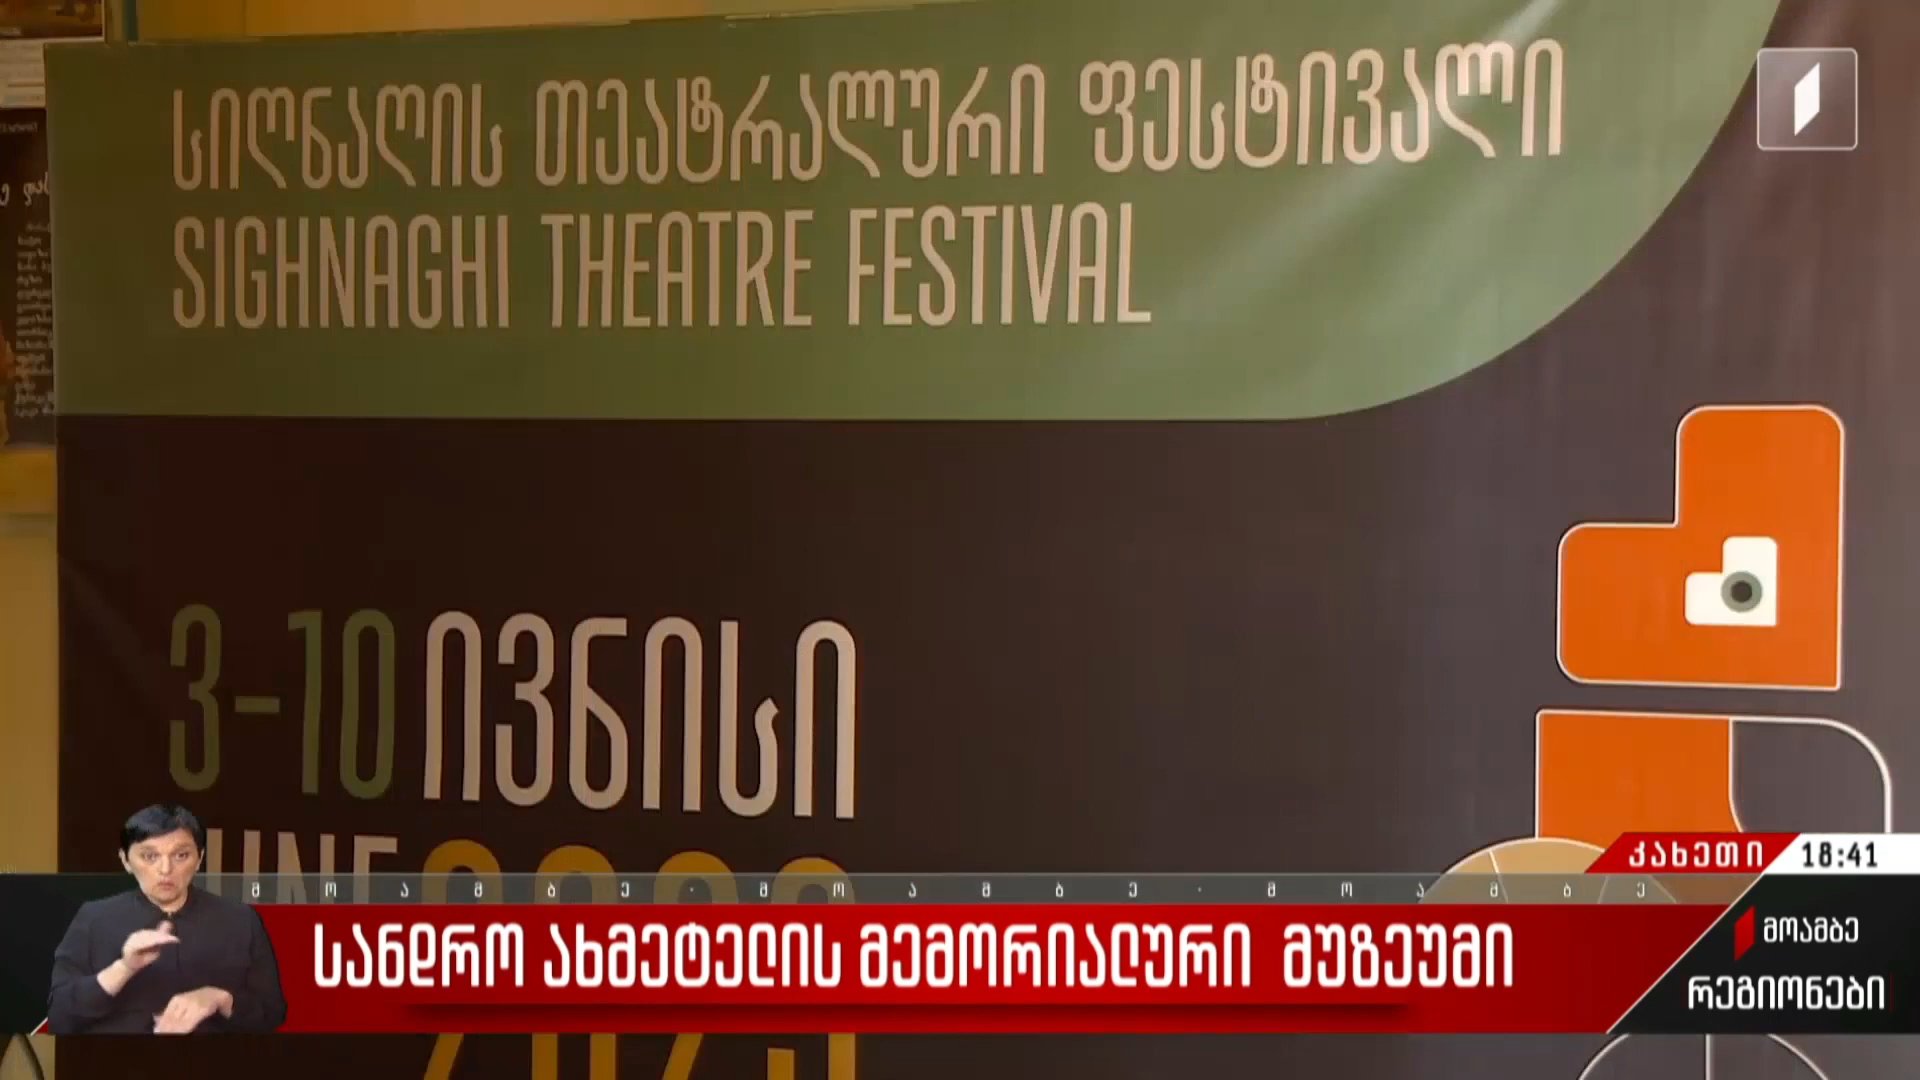 სიღნაღის თეატრალური ფესტივალი
SIGHNAGHI THEATRE FESTIVAL
3-10 ივნისი
კახეთი 18:41
მოამბე · მოამბე · მოამბე
სანდრო ახმეტელის მემორიალური მუზეუმი
მოამბე
რეგიონები